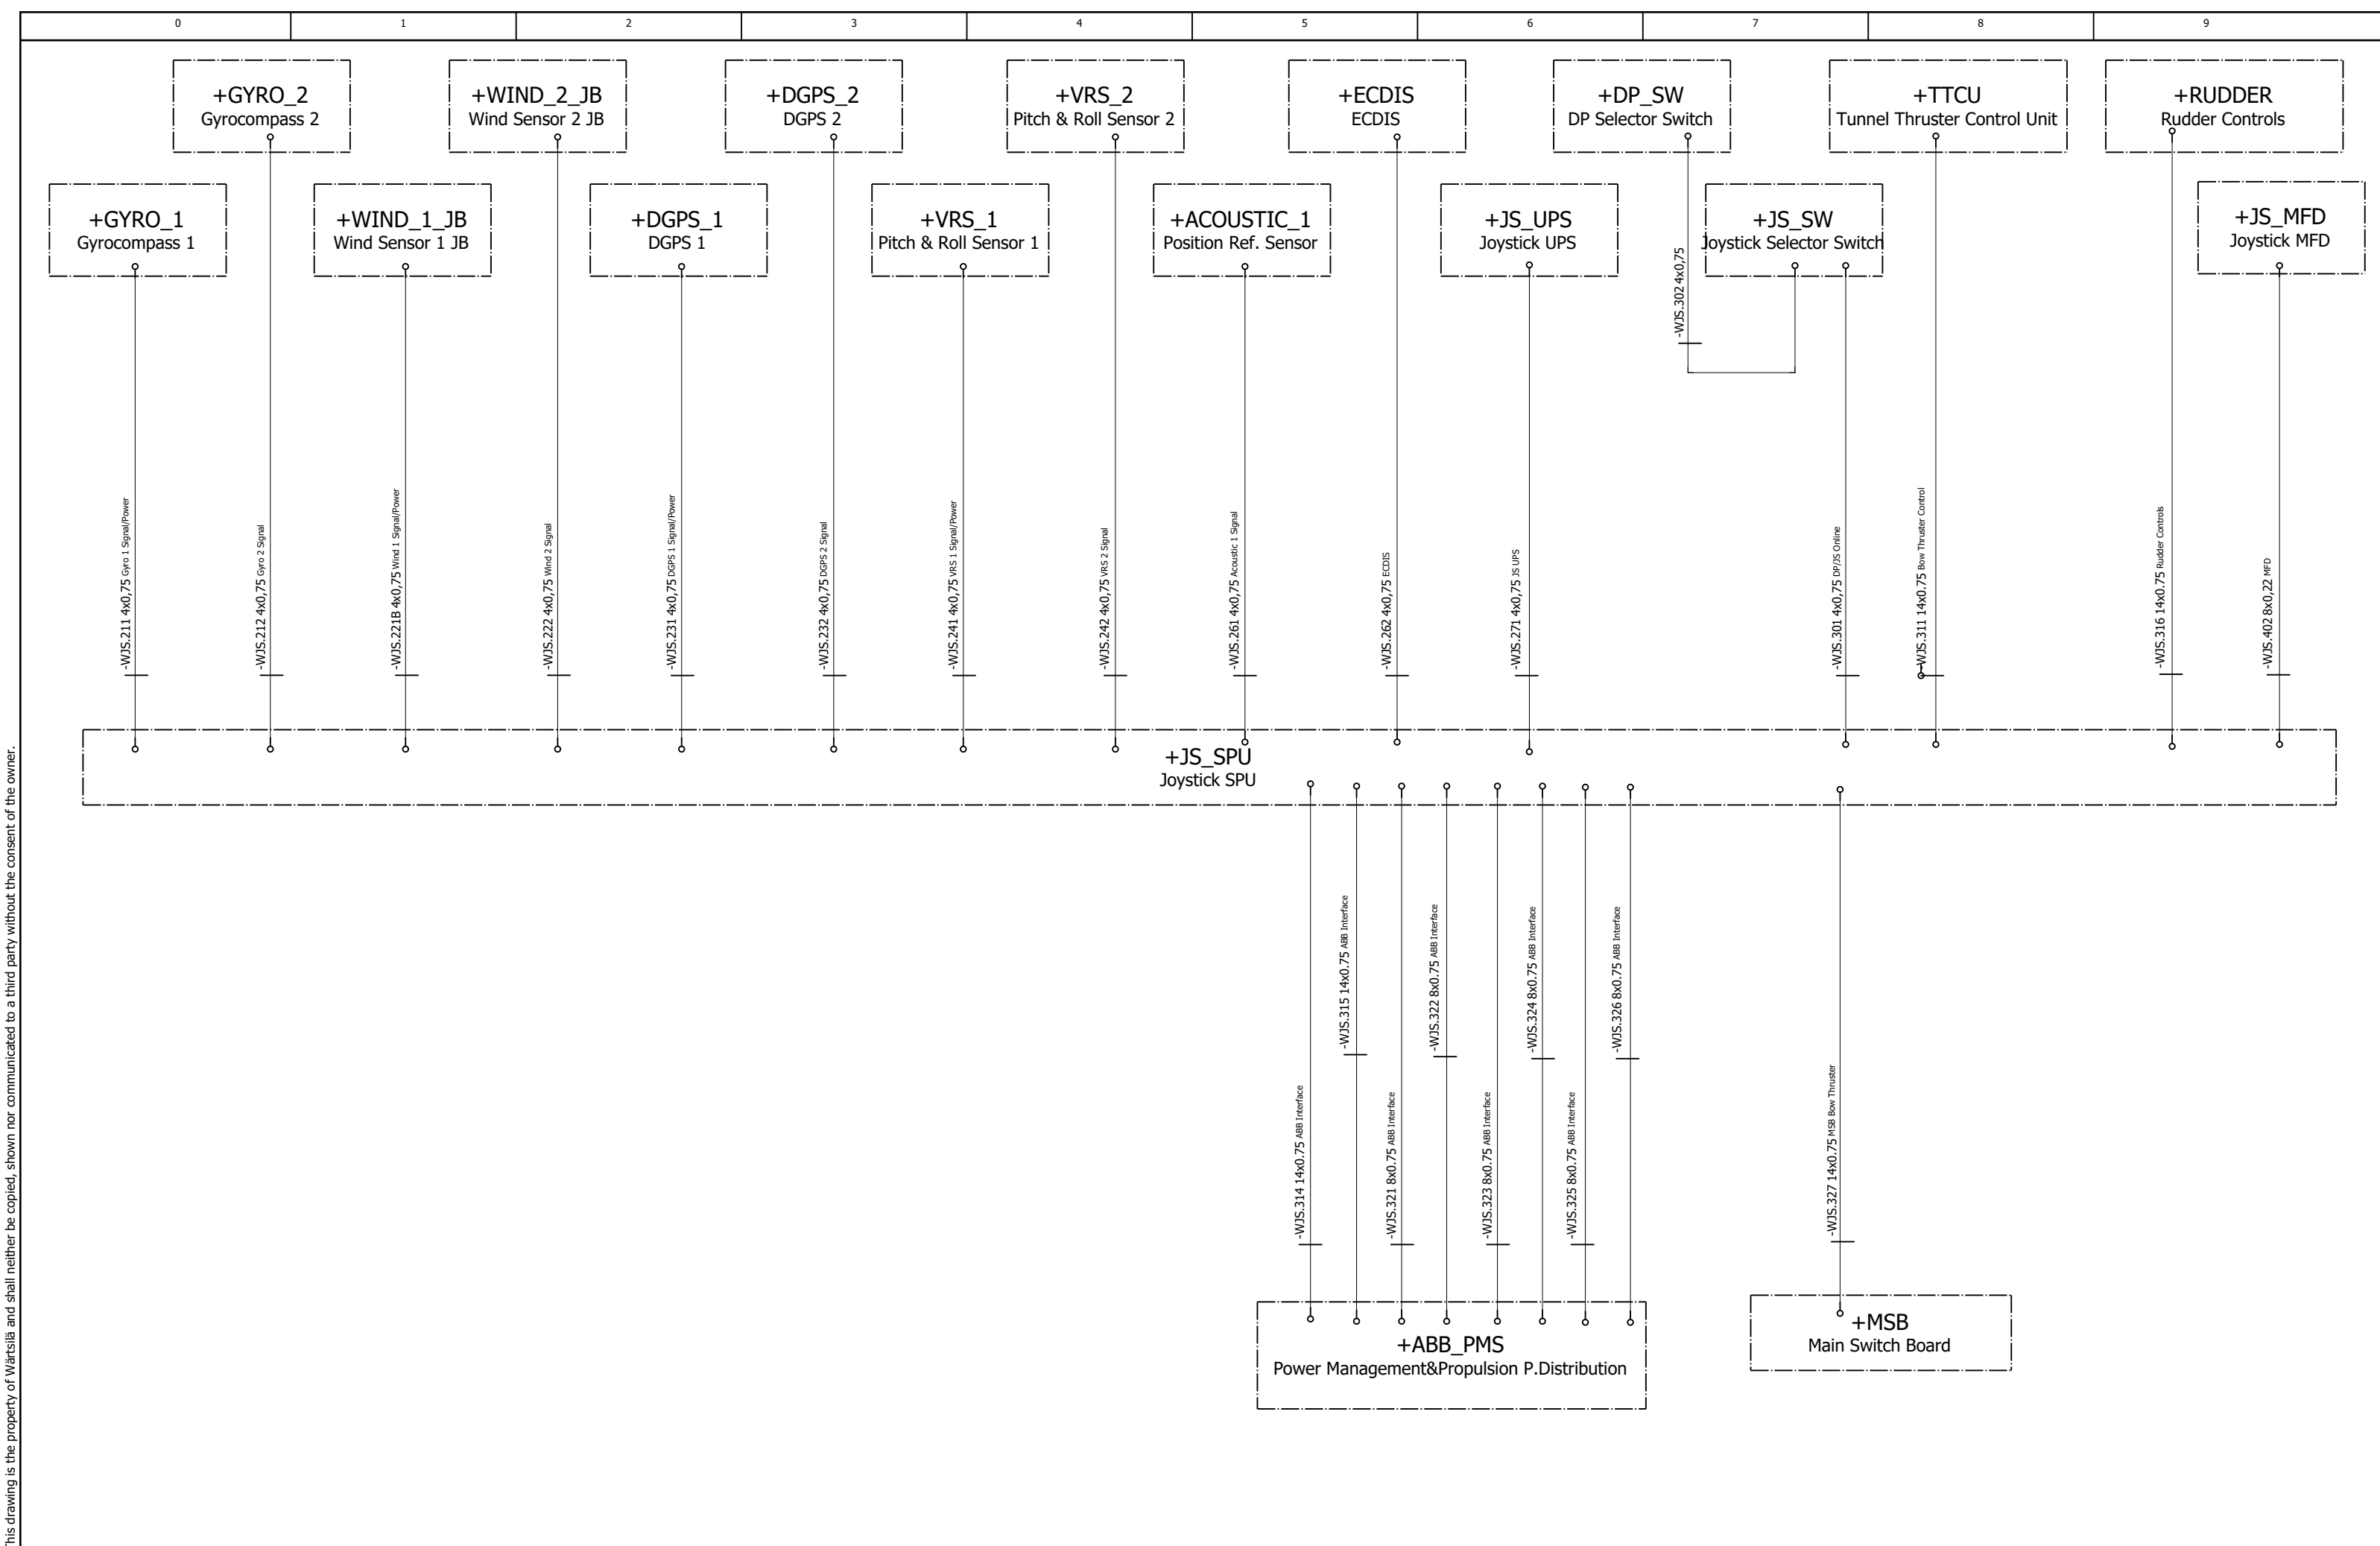 0 1 2 3 4 5 6 7 8 9
+GYRO_2
Gyrocompass 2
+WIND_2_JB
Wind Sensor 2 JB
+DGPS_2
DGPS 2
+VRS_2
Pitch & Roll Sensor 2
+ECDIS
ECDIS
+DP_SW
DP Selector Switch
+TTCU
Tunnel Thruster Control Unit
+RUDDER
Rudder Controls
+GYRO_1
Gyrocompass 1
+WIND_1_JB
Wind Sensor 1 JB
+DGPS_1
DGPS 1
+VRS_1
Pitch & Roll Sensor 1
+ACOUSTIC_1
Position Ref. Sensor
+JS_UPS
Joystick UPS
+JS_SW
Joystick Selector Switch
+JS_MFD
Joystick MFD
-WJS.302 4x0,75
-WJS.211 4x0,75 Gyro 1 Signal/Power
-WJS.212 4x0,75 Gyro 2 Signal
-WJS.221B 4x0,75 Wind 1 Signal/Power
-WJS.222 4x0,75 Wind 2 Signal
-WJS.231 4x0,75 DGPS 1 Signal/Power
-WJS.232 4x0,75 DGPS 2 Signal
-WJS.241 4x0,75 VRS 1 Signal/Power
-WJS.242 4x0,75 VRS 2 Signal
-WJS.261 4x0,75 Acoustic 1 Signal
-WJS.262 4x0,75 ECDIS
-WJS.271 4x0,75 JS UPS
-WJS.301 4x0,75 DP/JS Online
-WJS.311 14x0.75 Bow Thruster Control
-WJS.316 14x0.75 Rudder Controls
-WJS.402 8x0,22 MFD
+JS_SPU
Joystick SPU
-WJS.314 14x0.75 ABB Interface
-WJS.315 14x0.75 ABB Interface
-WJS.321 8x0.75 ABB Interface
-WJS.322 8x0.75 ABB Interface
-WJS.323 8x0.75 ABB Interface
-WJS.324 8x0.75 ABB Interface
-WJS.325 8x0.75 ABB Interface
-WJS.326 8x0.75 ABB Interface
-WJS.327 14x0.75 MSB Bow Thruster
+ABB_PMS
Power Management&Propulsion P.Distribution
+MSB
Main Switch Board
This drawing is the property of Wärtsilä and shall neither be copied, shown nor communicated to a third party without the consent of the owner.